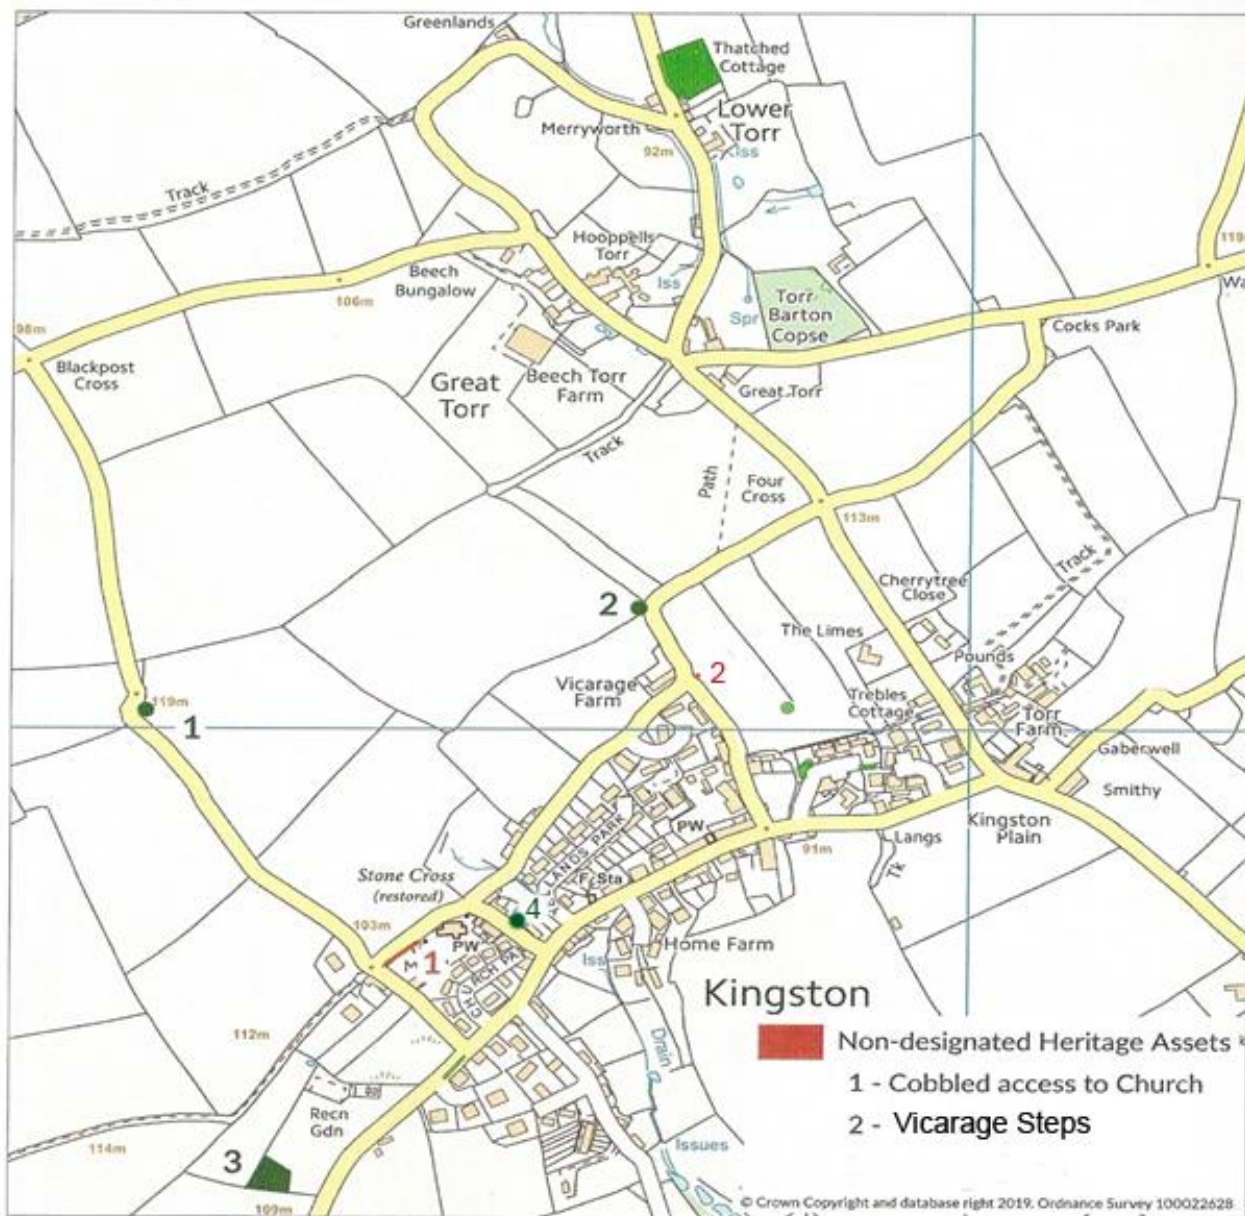 Greenlands
Thatched
Cottage
Lower
Torr
Merryworth
92m
Iss
Track
Hooppells
Torr
Beech
Bungalow
Iss
Spr
Torr
Barton
Copse
106m
98m
Cocks Park
Blackpost
Cross
Great
Torr
Beech Torr
Farm
Great Torr
Track
Path
Four
Cross
113m
Track
Cherrytree
Close
2
The Limes
Pounds
Vicarage
Farm
2
Trebles
Cottage
119m
1
Torr
Farm
Gaberwell
Smithy
Kingston
Plain
PW
91m
Langs
Tk
Stone Cross
(restored)
F Sta
4
103m
PW
1
Iss
Home Farm
CHURCH PA
Kingston
112m
Drain
Non-designated Heritage Assets
1 - Cobbled access to Church
2 - Vicarage Steps
Recn
Gdn
114m
3
Issues
109m
© Crown Copyright and database right 2019. Ordnance Survey 100022628